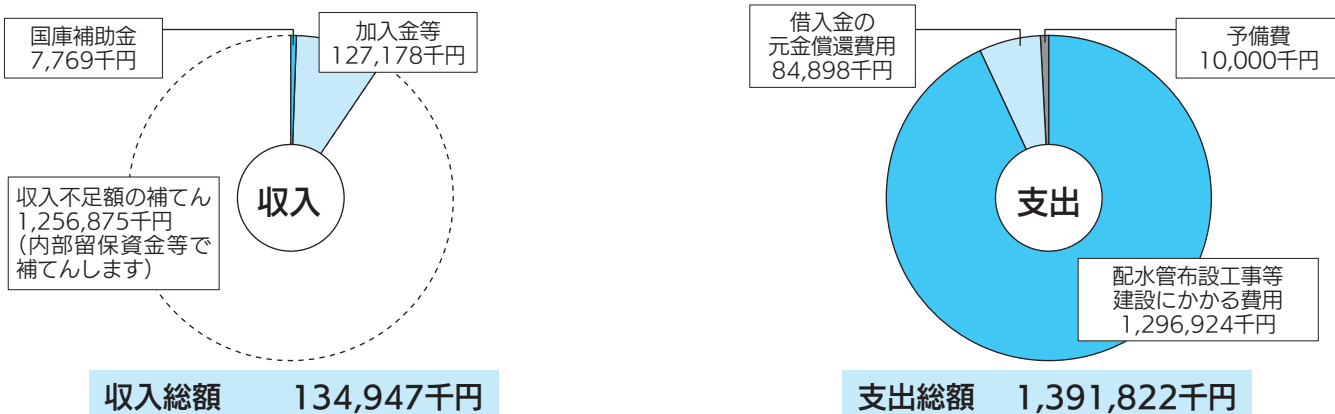 国庫補助金
7,769千円
加入金等
127,178千円
収入不足額の補てん
1,256,875千円
（内部留保資金等で
補てんします）
収入
収入総額 134,947千円
借入金の
元金償還費用
84,898千円
予備費
10,000千円
支出
配水管布設工事等
建設にかかる費用
1,296,924千円
支出総額 1,391,822千円